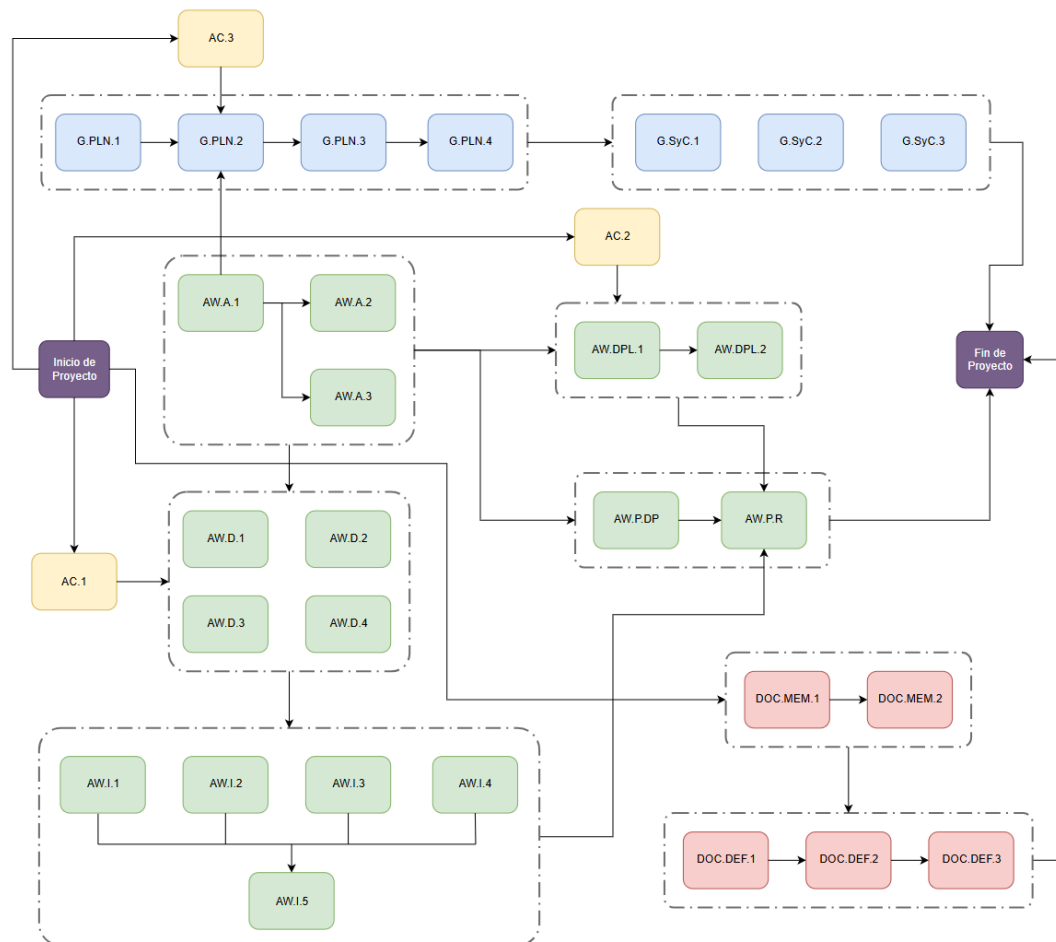 AC.3
G.PLN.1
G.PLN.2
G.PLN.3
G.PLN.4
G.SyC.1
G.SyC.2
G.SyC.3
AC.2
AW.A.1
AW.A.2
AW.A.3
Inicio de
Proyecto
AW.DPL.1
AW.DPL.2
Fin de
Proyecto
AW.P.DP
AW.P.R
AC.1
AW.D.1
AW.D.2
AW.D.3
AW.D.4
DOC.MEM.1
DOC.MEM.2
AW.I.1
AW.I.2
AW.I.3
AW.I.4
AW.I.5
DOC.DEF.1
DOC.DEF.2
DOC.DEF.3